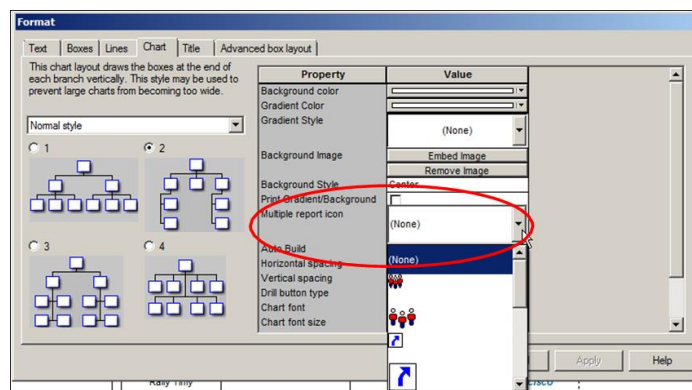 Format
Text Boxes Lines Chart Title Advanced box layout
This chart layout draws the boxes at the end of
each branch vertically. This style may be used to
prevent large charts from becoming too wide.
Normal style
1 2
3 4
Property Value
Background color
Gradient Color
Gradient Style (None)
Background Image Embed Image
Remove Image
Background Style Center
Print Gradient/Background
Multiple report icon (None)
Auto Build (None)
Horizontal spacing
Vertical spacing
Drill button type
Chart font
Chart font size
Apply Help